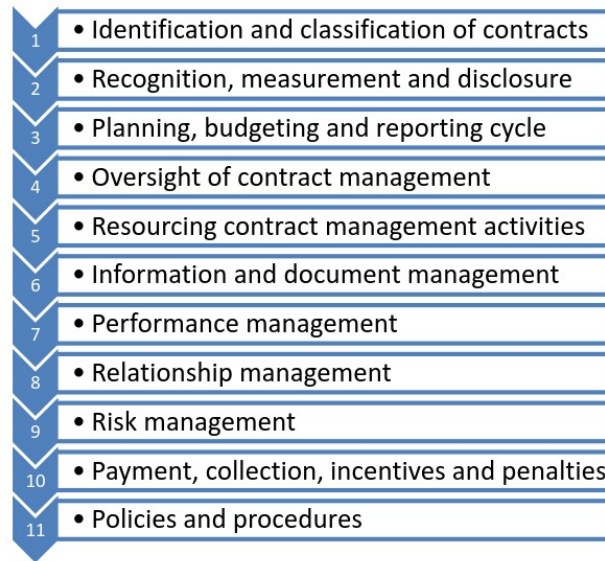 1 • Identification and classification of contracts
2 • Recognition, measurement and disclosure
3 • Planning, budgeting and reporting cycle
4 • Oversight of contract management
5 • Resourcing contract management activities
6 • Information and document management
7 • Performance management
8 • Relationship management
9 • Risk management
10 • Payment, collection, incentives and penalties
11 • Policies and procedures